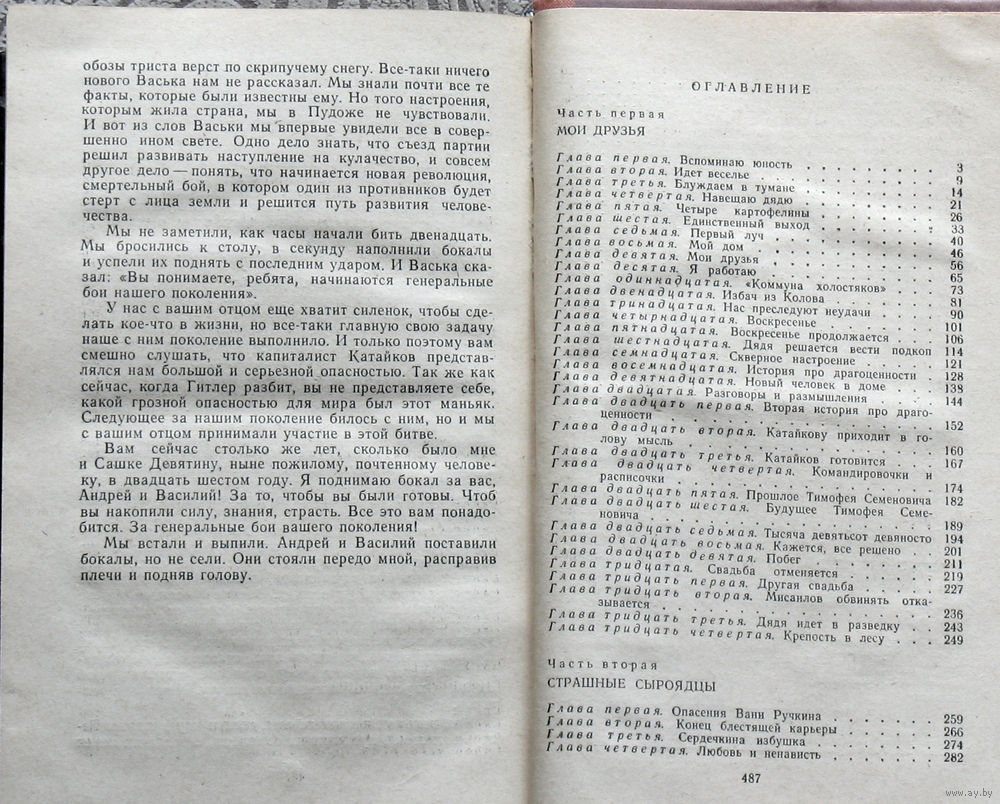 обозы триста верст по скрипучему снегу. Все-таки ничего
нового Васька нам не рассказал. Мы знали почти все те
факты, которые были известны ему. Но того настроения,
которым жила страна, мы в Пудоже не чувствовали.
И вот из слов Васьки мы впервые увидели все в совер-
шенно ином свете. Одно дело знать, что съезд партии
решил развивать наступление на кулачество, и совсем
другое дело — понять, что начинается новая революция,
смертельный бой, в котором один из противников будет
стерт с лица земли и решится путь развития челове-
чества.
Мы не заметили, как часы начали бить двенадцать.
Мы бросились к столу, в секунду наполнили бокалы
и успели их поднять с последним ударом. И Васька ска-
зал: «Вы понимаете, ребята, начинаются генеральные
бои нашего поколения».
У нас с вашим отцом еще хватит силенок, чтобы сде-
лать кое-что в жизни, но все-таки главную свою задачу
наше с ним поколение выполнило. И только поэтому вам
смешно слушать, что капиталист Катайков представ-
лялся нам большой и серьезной опасностью. Так же как
сейчас, когда Гитлер разбит, вы не представляете себе,
какой грозной опасностью для мира был этот маньяк.
Следующее за нашим поколение билось с ним, но и мы
с вашим отцом принимали участие в этой битве.
Вам сейчас столько же лет, сколько было мне
и Сашке Девятину, ныне пожилому, почтенному челове-
ку, в двадцать шестом году. Я поднимаю бокал за вас,
Андрей и Василий! За то, чтобы вы были готовы. Чтоб
вы накопили силу, знания, страсть. Все это вам понадо-
бится. За генеральные бои вашего поколения!
Мы встали и выпили. Андрей и Василий поставили
бокалы, но не сели. Они стояли передо мной, расправив
плечи и подняв голову.
ОГЛАВЛЕНИЕ
Часть первая
МОИ ДРУЗЬЯ
Глава первая. Вспоминаю юность . . . . . . . . . 3
Глава вторая. Идет веселье . . . . . . . . . 9
Глава третья. Блуждаем в тумане . . . . . . . . 14
Глава четвертая. Навещаю дядю . . . . . . . . 21
Глава пятая. Четыре картофелины . . . . . . . . 26
Глава шестая. Единственный выход . . . . . . . . 33
Глава седьмая. Первый луч . . . . . . . . 40
Глава восьмая. Мой дом . . . . . . . . 46
Глава девятая. Мои друзья . . . . . . . . 56
Глава десятая. Я работаю . . . . . . . . 65
Глава одиннадцатая. «Коммуна холостяков» . . . 73
Глава двенадцатая. Избач из Колова . . . . . 81
Глава тринадцатая. Нас преследуют неудачи . . . 90
Глава четырнадцатая. Воскресенье . . . . . . 101
Глава пятнадцатая. Воскресенье продолжается . . 106
Глава шестнадцатая. Дядя решается вести подкоп 114
Глава семнадцатая. Скверное настроение . . . . 121
Глава восемнадцатая. История про драгоценности . 128
Глава девятнадцатая. Новый человек в доме . . . 138
Глава двадцатая. Разговоры и размышления . . . . 144
Глава двадцать первая. Вторая история про драго-
ценности . . . . . . . . . . . . 152
Глава двадцать вторая. Катайкову приходит в го-
лову мысль . . . . . . . . . . . 160
Глава двадцать третья. Катайков готовится . . . 167
Глава двадцать четвертая. Командировочки и
расписочки . . . . . . . . . . . 174
Глава двадцать пятая. Прошлое Тимофея Семеновича 182
Глава двадцать шестая. Будущее Тимофея Семе-
новича . . . . . . . . . . . . 189
Глава двадцать седьмая. Тысяча девятьсот девяносто 194
Глава двадцать восьмая. Кажется, все решено . . 201
Глава двадцать девятая. Побег . . . . . . . 211
Глава тридцатая. Свадьба отменяется . . . . . 219
Глава тридцать первая. Другая свадьба . . . . 227
Глава тридцать вторая. Мисаилов обвинять отка-
зывается . . . . . . . . . . . . 236
Глава тридцать третья. Дядя идет в разведку . . 243
Глава тридцать четвертая. Крепость в лесу . . . 249
Часть вторая
СТРАШНЫЕ СЫРОЯДЦЫ
Глава первая. Опасения Вани Ручкина . . . . . . . 259
Глава вторая. Конец блестящей карьеры . . . . . . 266
Глава третья. Сердечкина избушка . . . . . . . . 274
Глава четвертая. Любовь и ненависть . . . . . . 282
487
www.ay.by